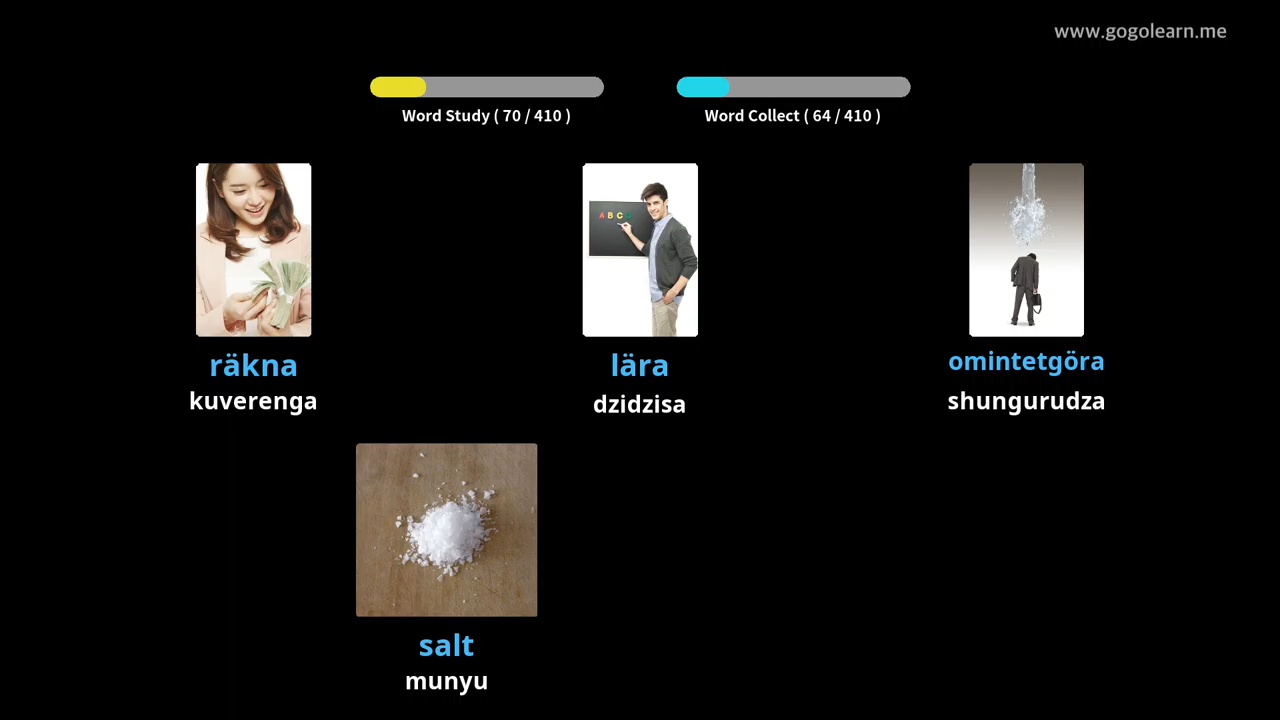 www.gogolearn.me
Word Study ( 70 / 410 )
Word Collect ( 64 / 410 )
A B C D
räkna
kuverenga
lära
dzidzisa
omintetgöra
shungurudza
salt
munyu